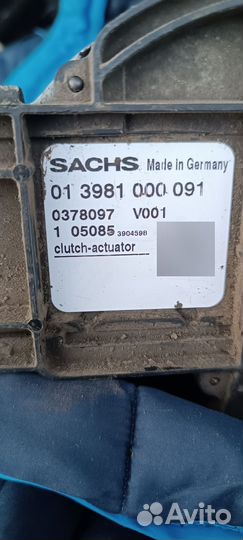 SACHS Made in Germany
01 3981 000 091
0378097 V001
1 05085 3904598
clutch-actuator
Avito